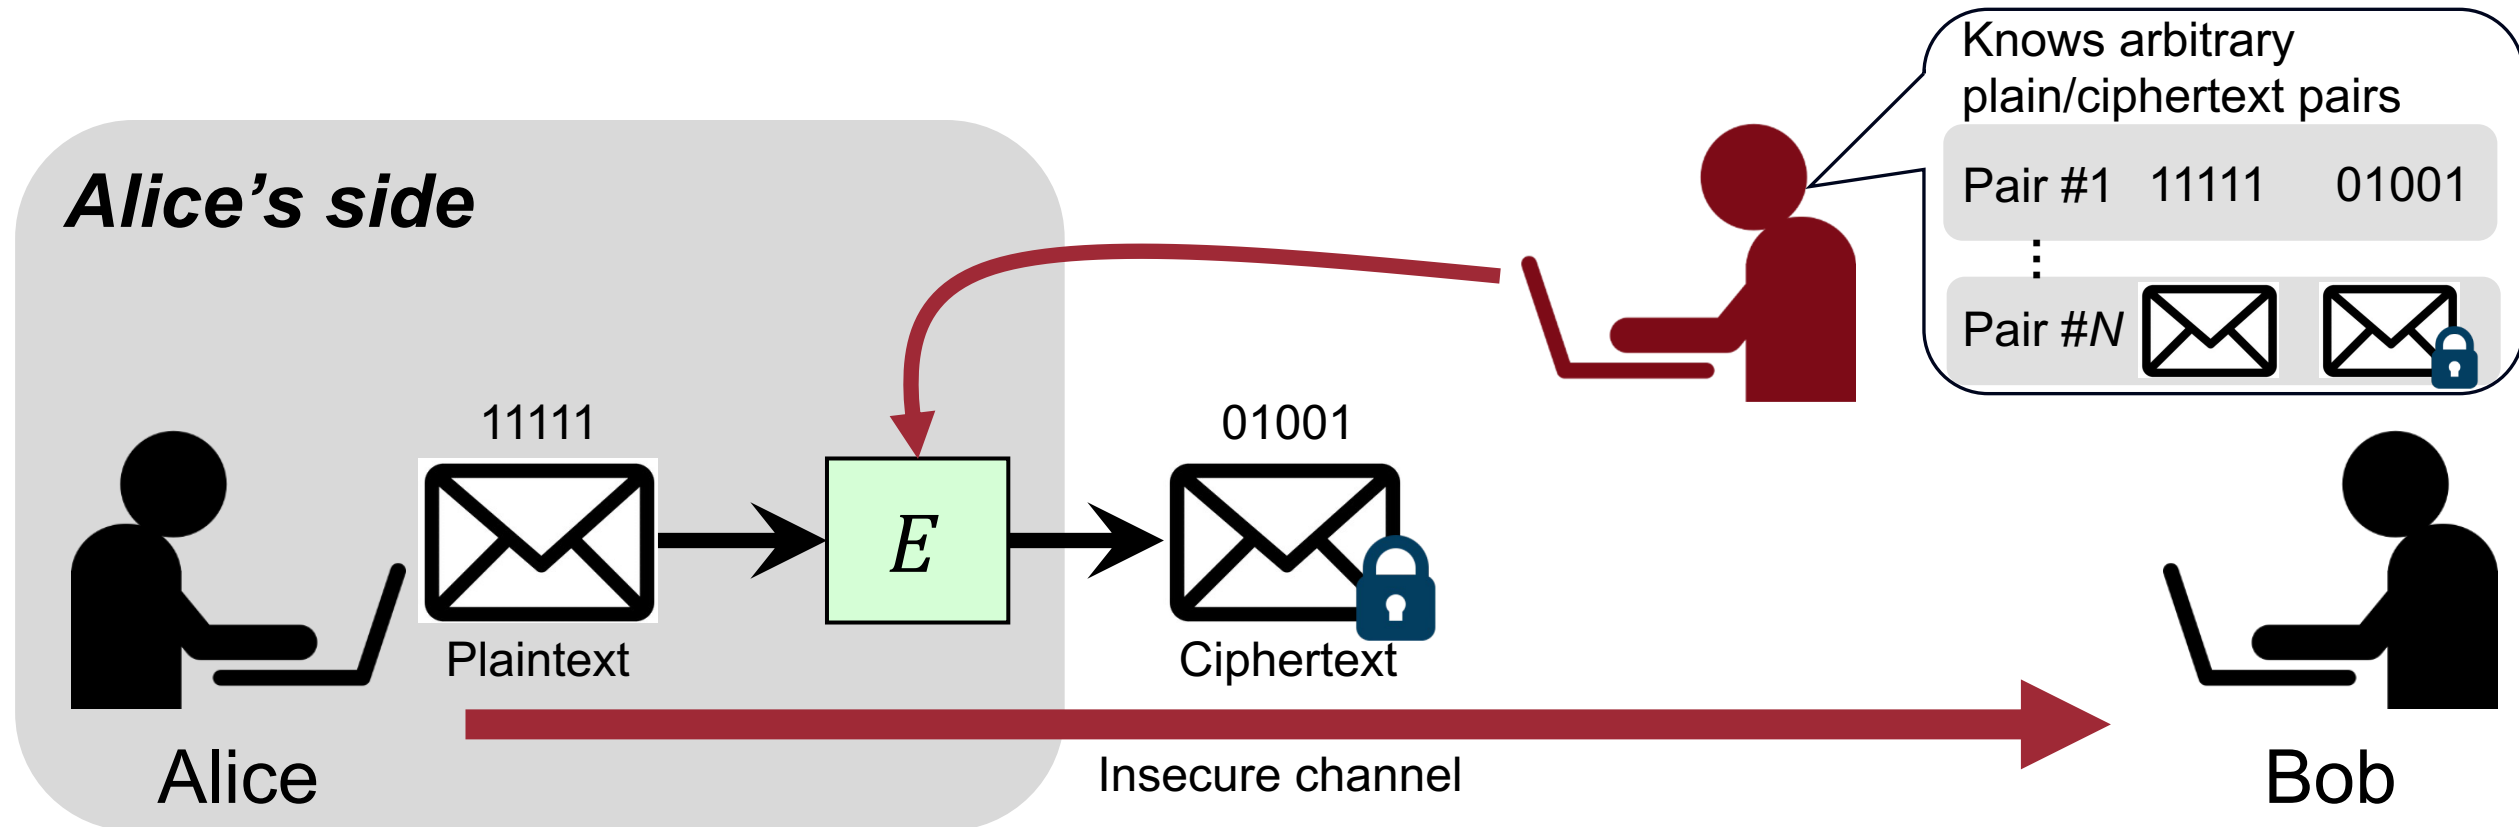 Knows arbitrary
plain/ciphertext pairs
Pair #1 11111 01001
Pair #N
Alice’s side
11111
01001
E
Plaintext
Ciphertext
Insecure channel
Alice
Bob